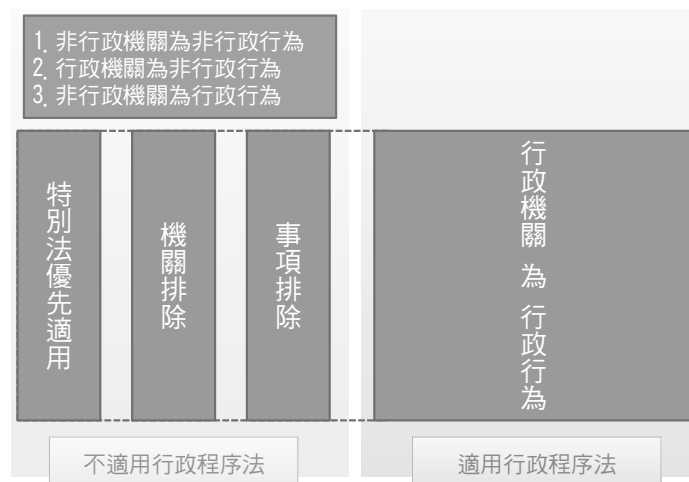 1. 非行政機關為非行政行為
2. 行政機關為非行政行為
3. 非行政機關為行政行為
特別法優先適用
機關排除
事項排除
行政機關 為 行政行為
不適用行政程序法
適用行政程序法